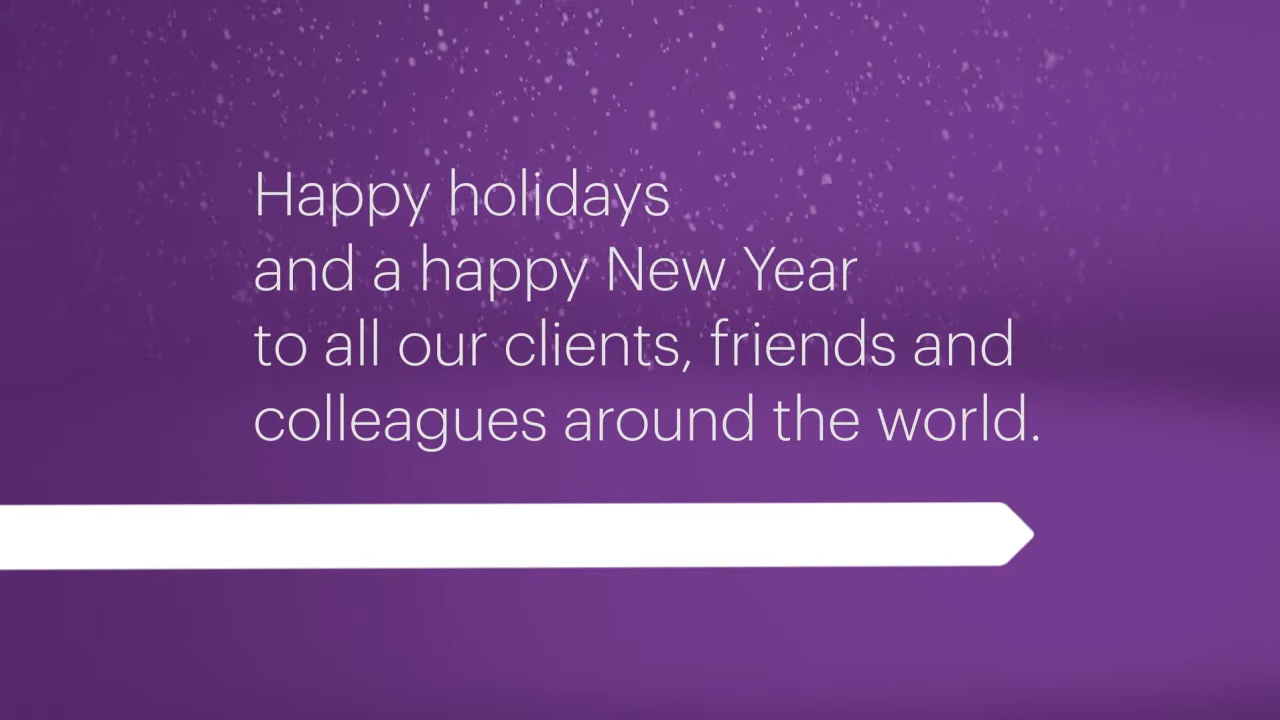 Happy holidays
and a happy New Year
to all our clients, friends and
colleagues around the world.